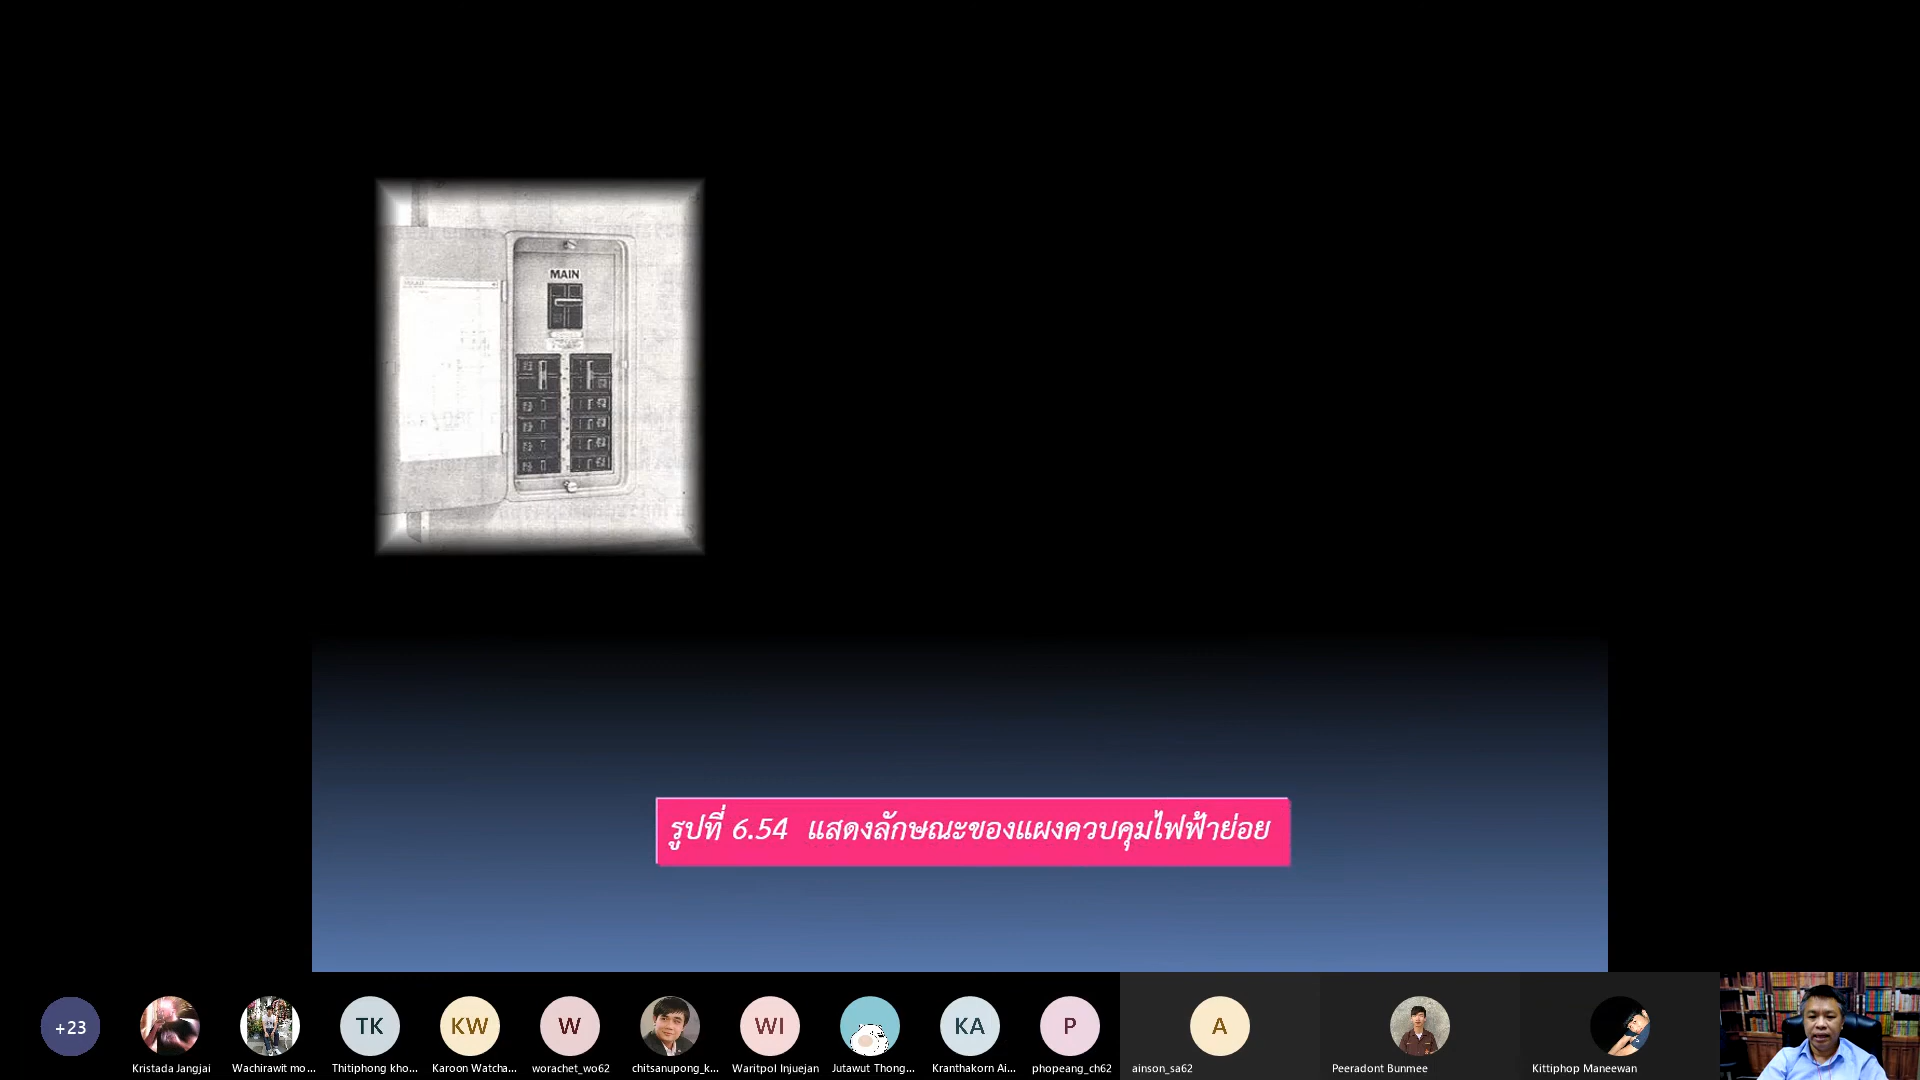 MAIN
รูปที่ 6.54 แสดงลักษณะของแผงควบคุมไฟฟ้าย่อย
+23
TK
KW
W
WI
KA
P
A
Kristada Jangjai
Wachirawit mo...
Thitiphong kho...
Karoon Watcha...
worachet_wo62
chitsanupong_k...
Waritpol Injuejan
Jutawut Thong...
Kranthakorn Ai...
phopeang_ch62
ainson_sa62
Peeradont Bunmee
Kittiphop Maneewan